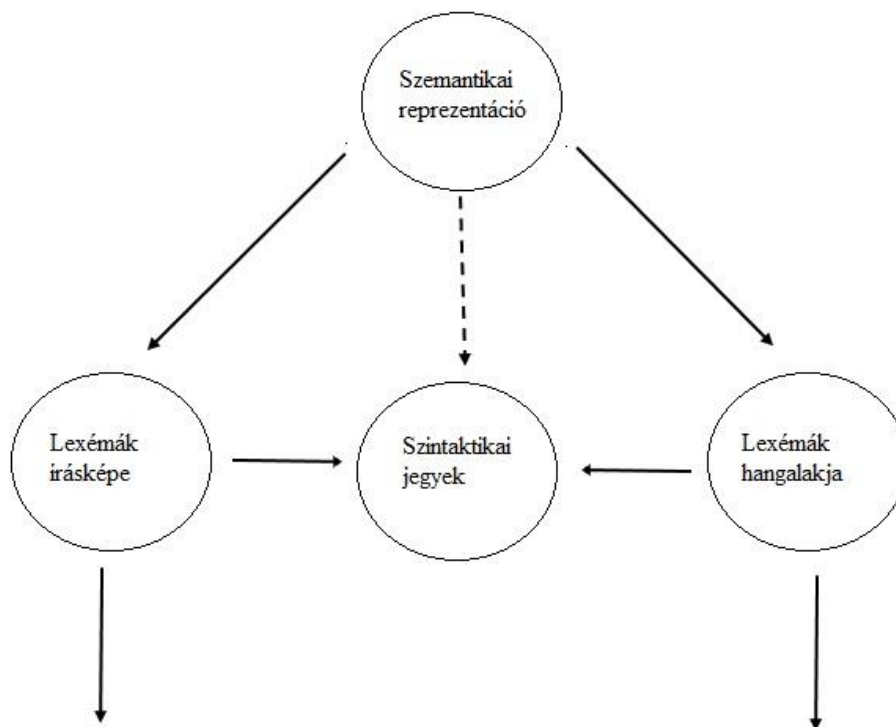 Szemantikai
reprezentáció
Lexémák
írásképe
Szintaktikai
jegyek
Lexémák
hangalakja